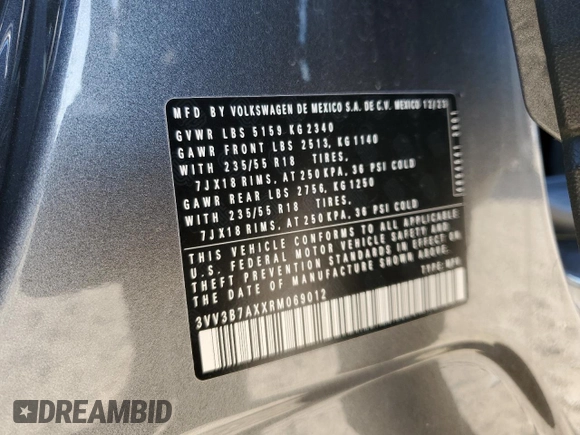 MFD BY VOLKSWAGEN DE MEXICO S.A. DE C.V. MEXICO 12/23
GVWR LBS 5159 KG 2340
GAWR FRONT LBS 2513, KG 1140
WITH 235/55 R18 TIRES,
7JX18 RIMS, AT 250 KPA, 36 PSI COLD
GAWR REAR LBS 2756, KG 1250
WITH 235/55 R18 TIRES,
7JX18 RIMS, AT 250 KPA, 36 PSI COLD
THIS VEHICLE CONFORMS TO ALL APPLICABLE
U.S. FEDERAL MOTOR VEHICLE SAFETY AND
THEFT PREVENTION STANDARDS IN EFFECT ON
THE DATE OF MANUFACTURE SHOWN ABOVE.
TYPE: MPV
3VV3B7AXXRM069012
DREAMBID